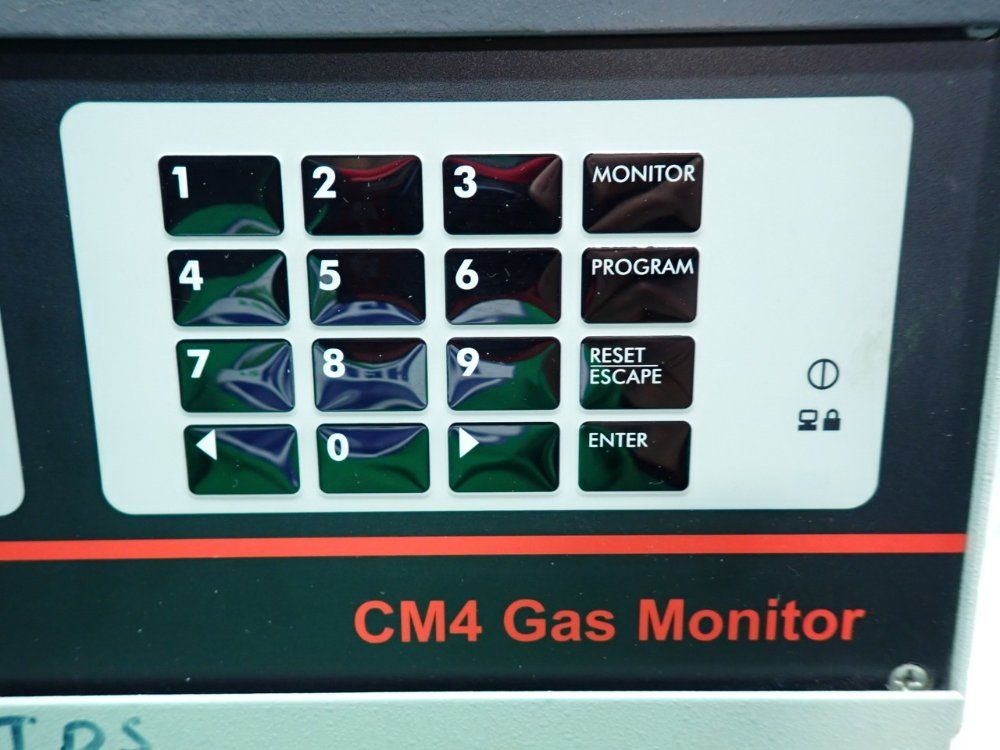 1 2 3 MONITOR
4 5 6 PROGRAM
7 8 9 RESET
ESCAPE
0 ENTER
CM4 Gas Monitor